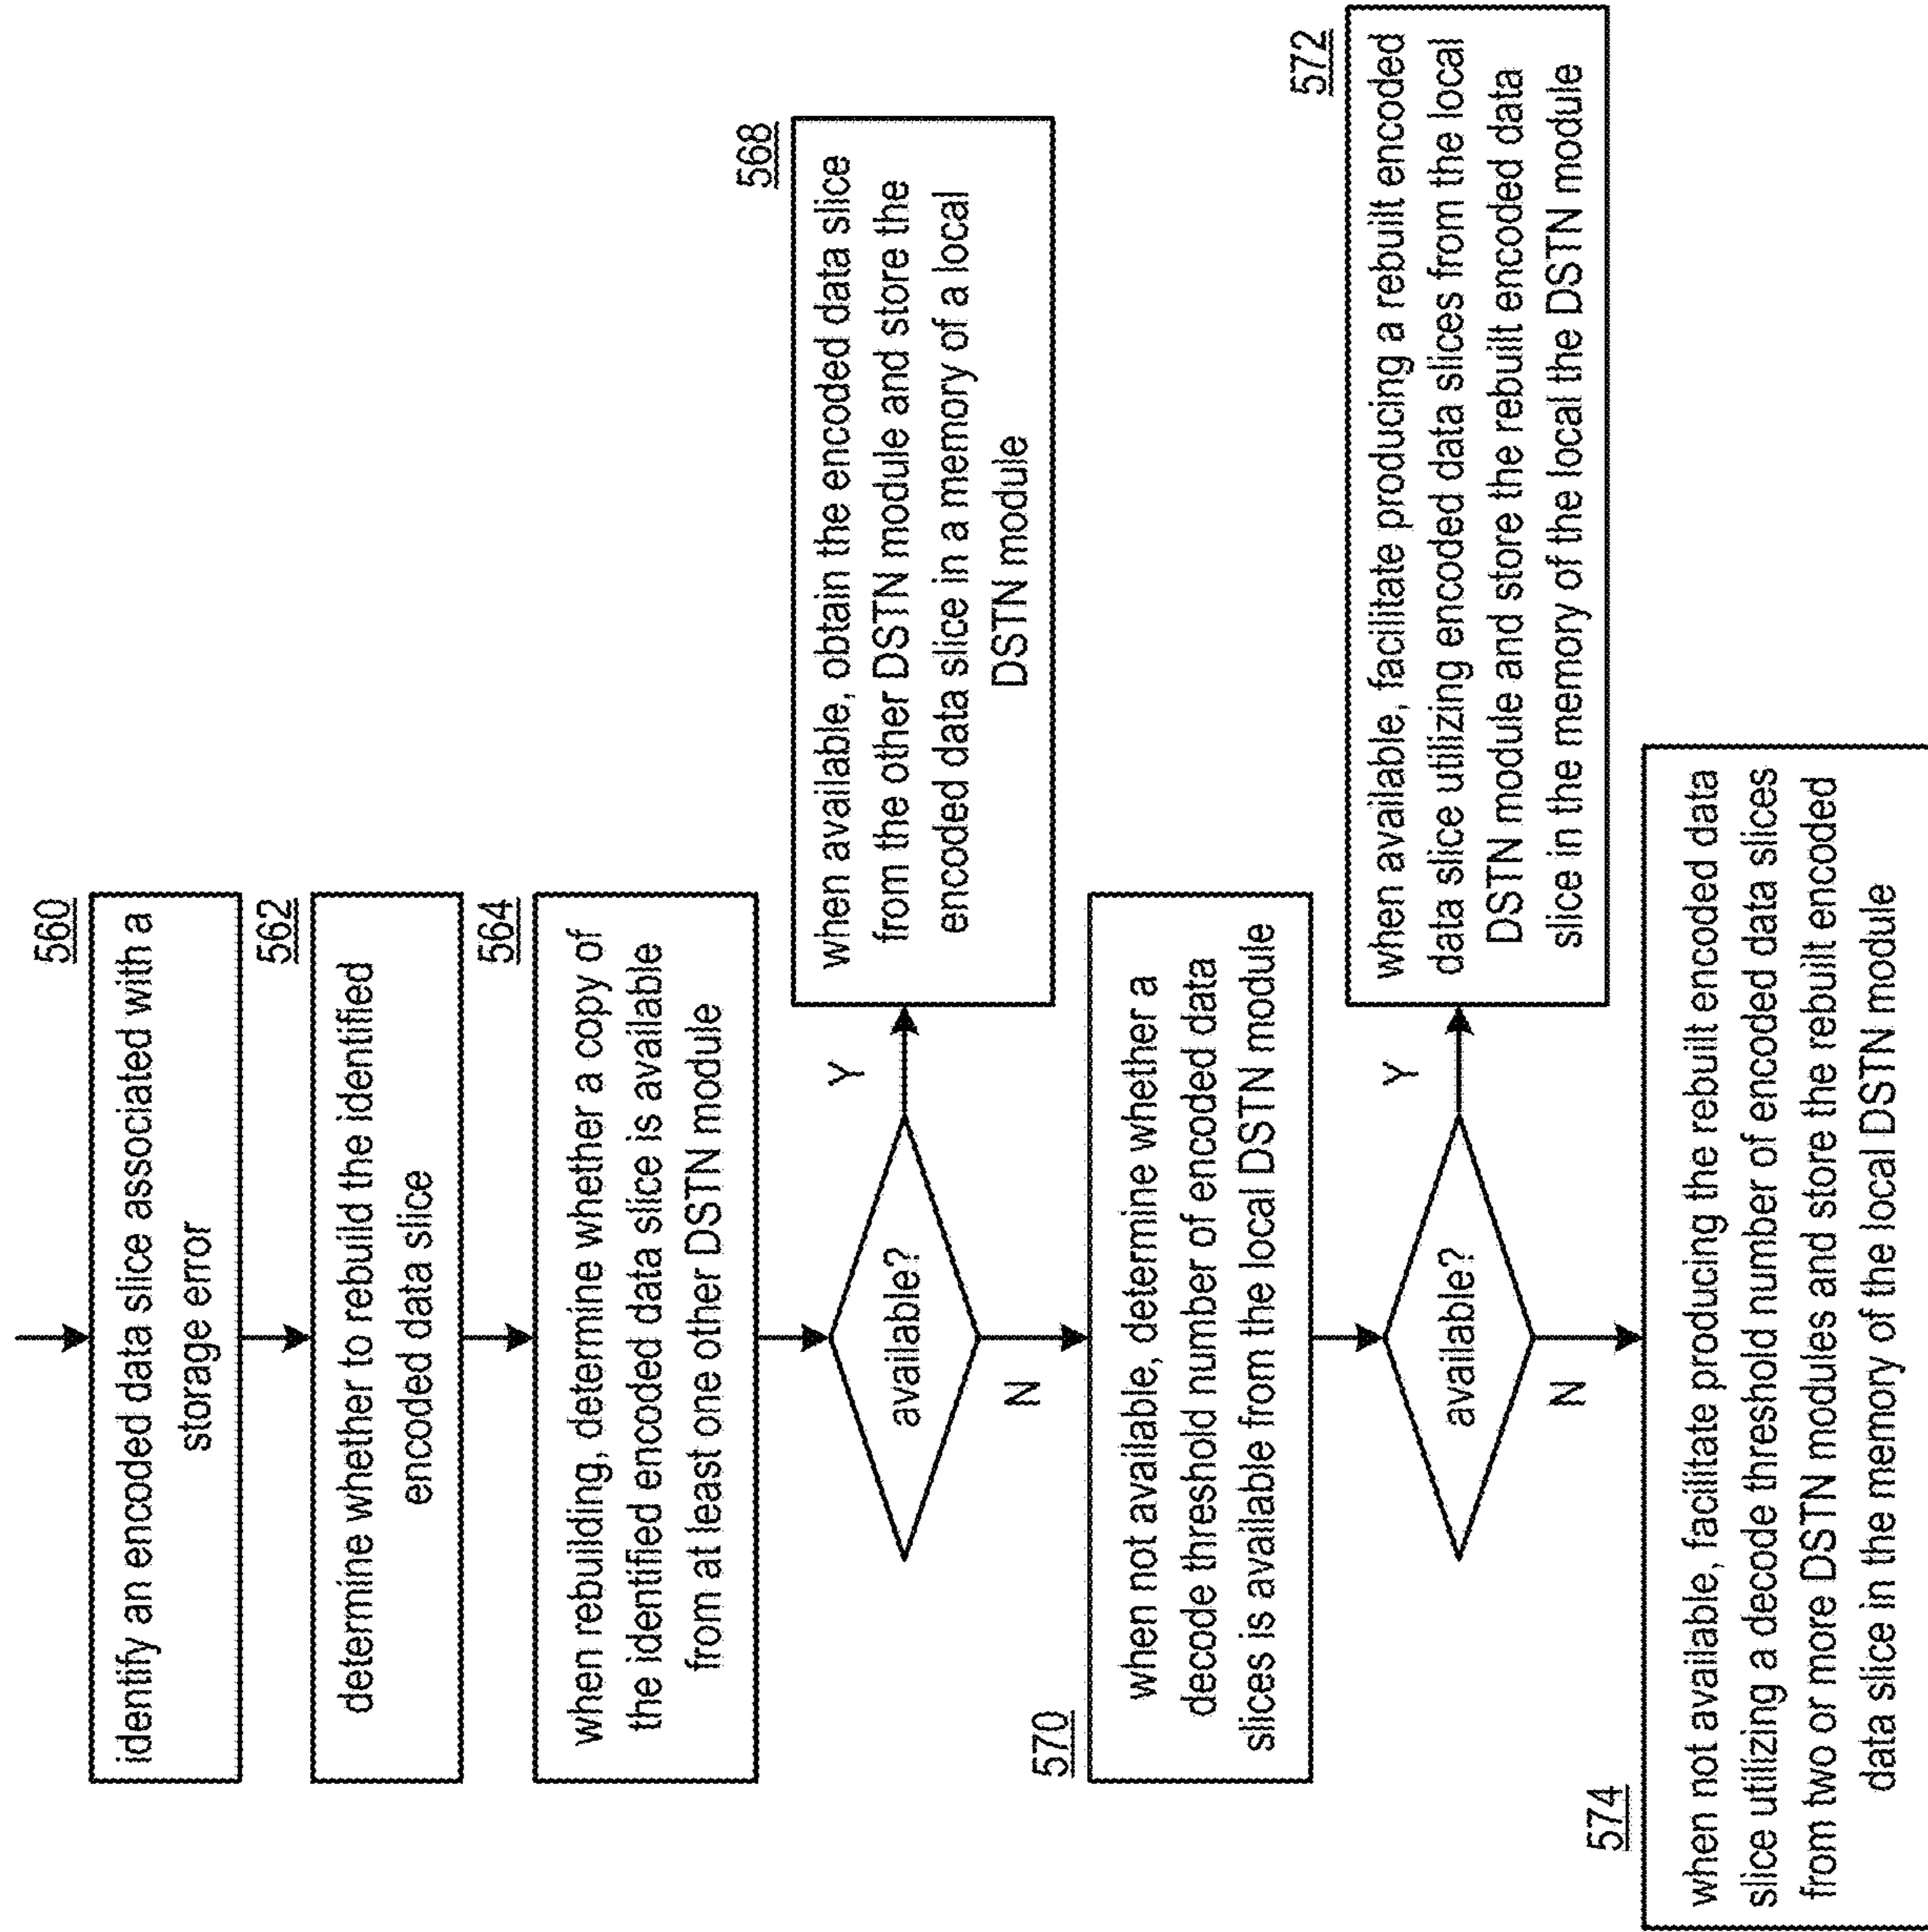 560
identify an encoded data slice associated with a
storage error
562
determine whether to rebuild the identified
encoded data slice
564
when rebuilding, determine whether a copy of
the identified encoded data slice is available
from at least one other DSTN module
available?
Y
N
568
when available, obtain the encoded data slice
from the other DSTN module and store the
encoded data slice in a memory of a local
DSTN module
570
when not available, determine whether a
decode threshold number of encoded data
slices is available from the local DSTN module
available?
Y
N
572
when available, facilitate producing a rebuilt encoded
data slice utilizing encoded data slices from the local
DSTN module and store the rebuilt encoded data
slice in the memory of the local the DSTN module
574
when not available, facilitate producing the rebuilt encoded data
slice utilizing a decode threshold number of encoded data slices
from two or more DSTN modules and store the rebuilt encoded
data slice in the memory of the local DSTN module